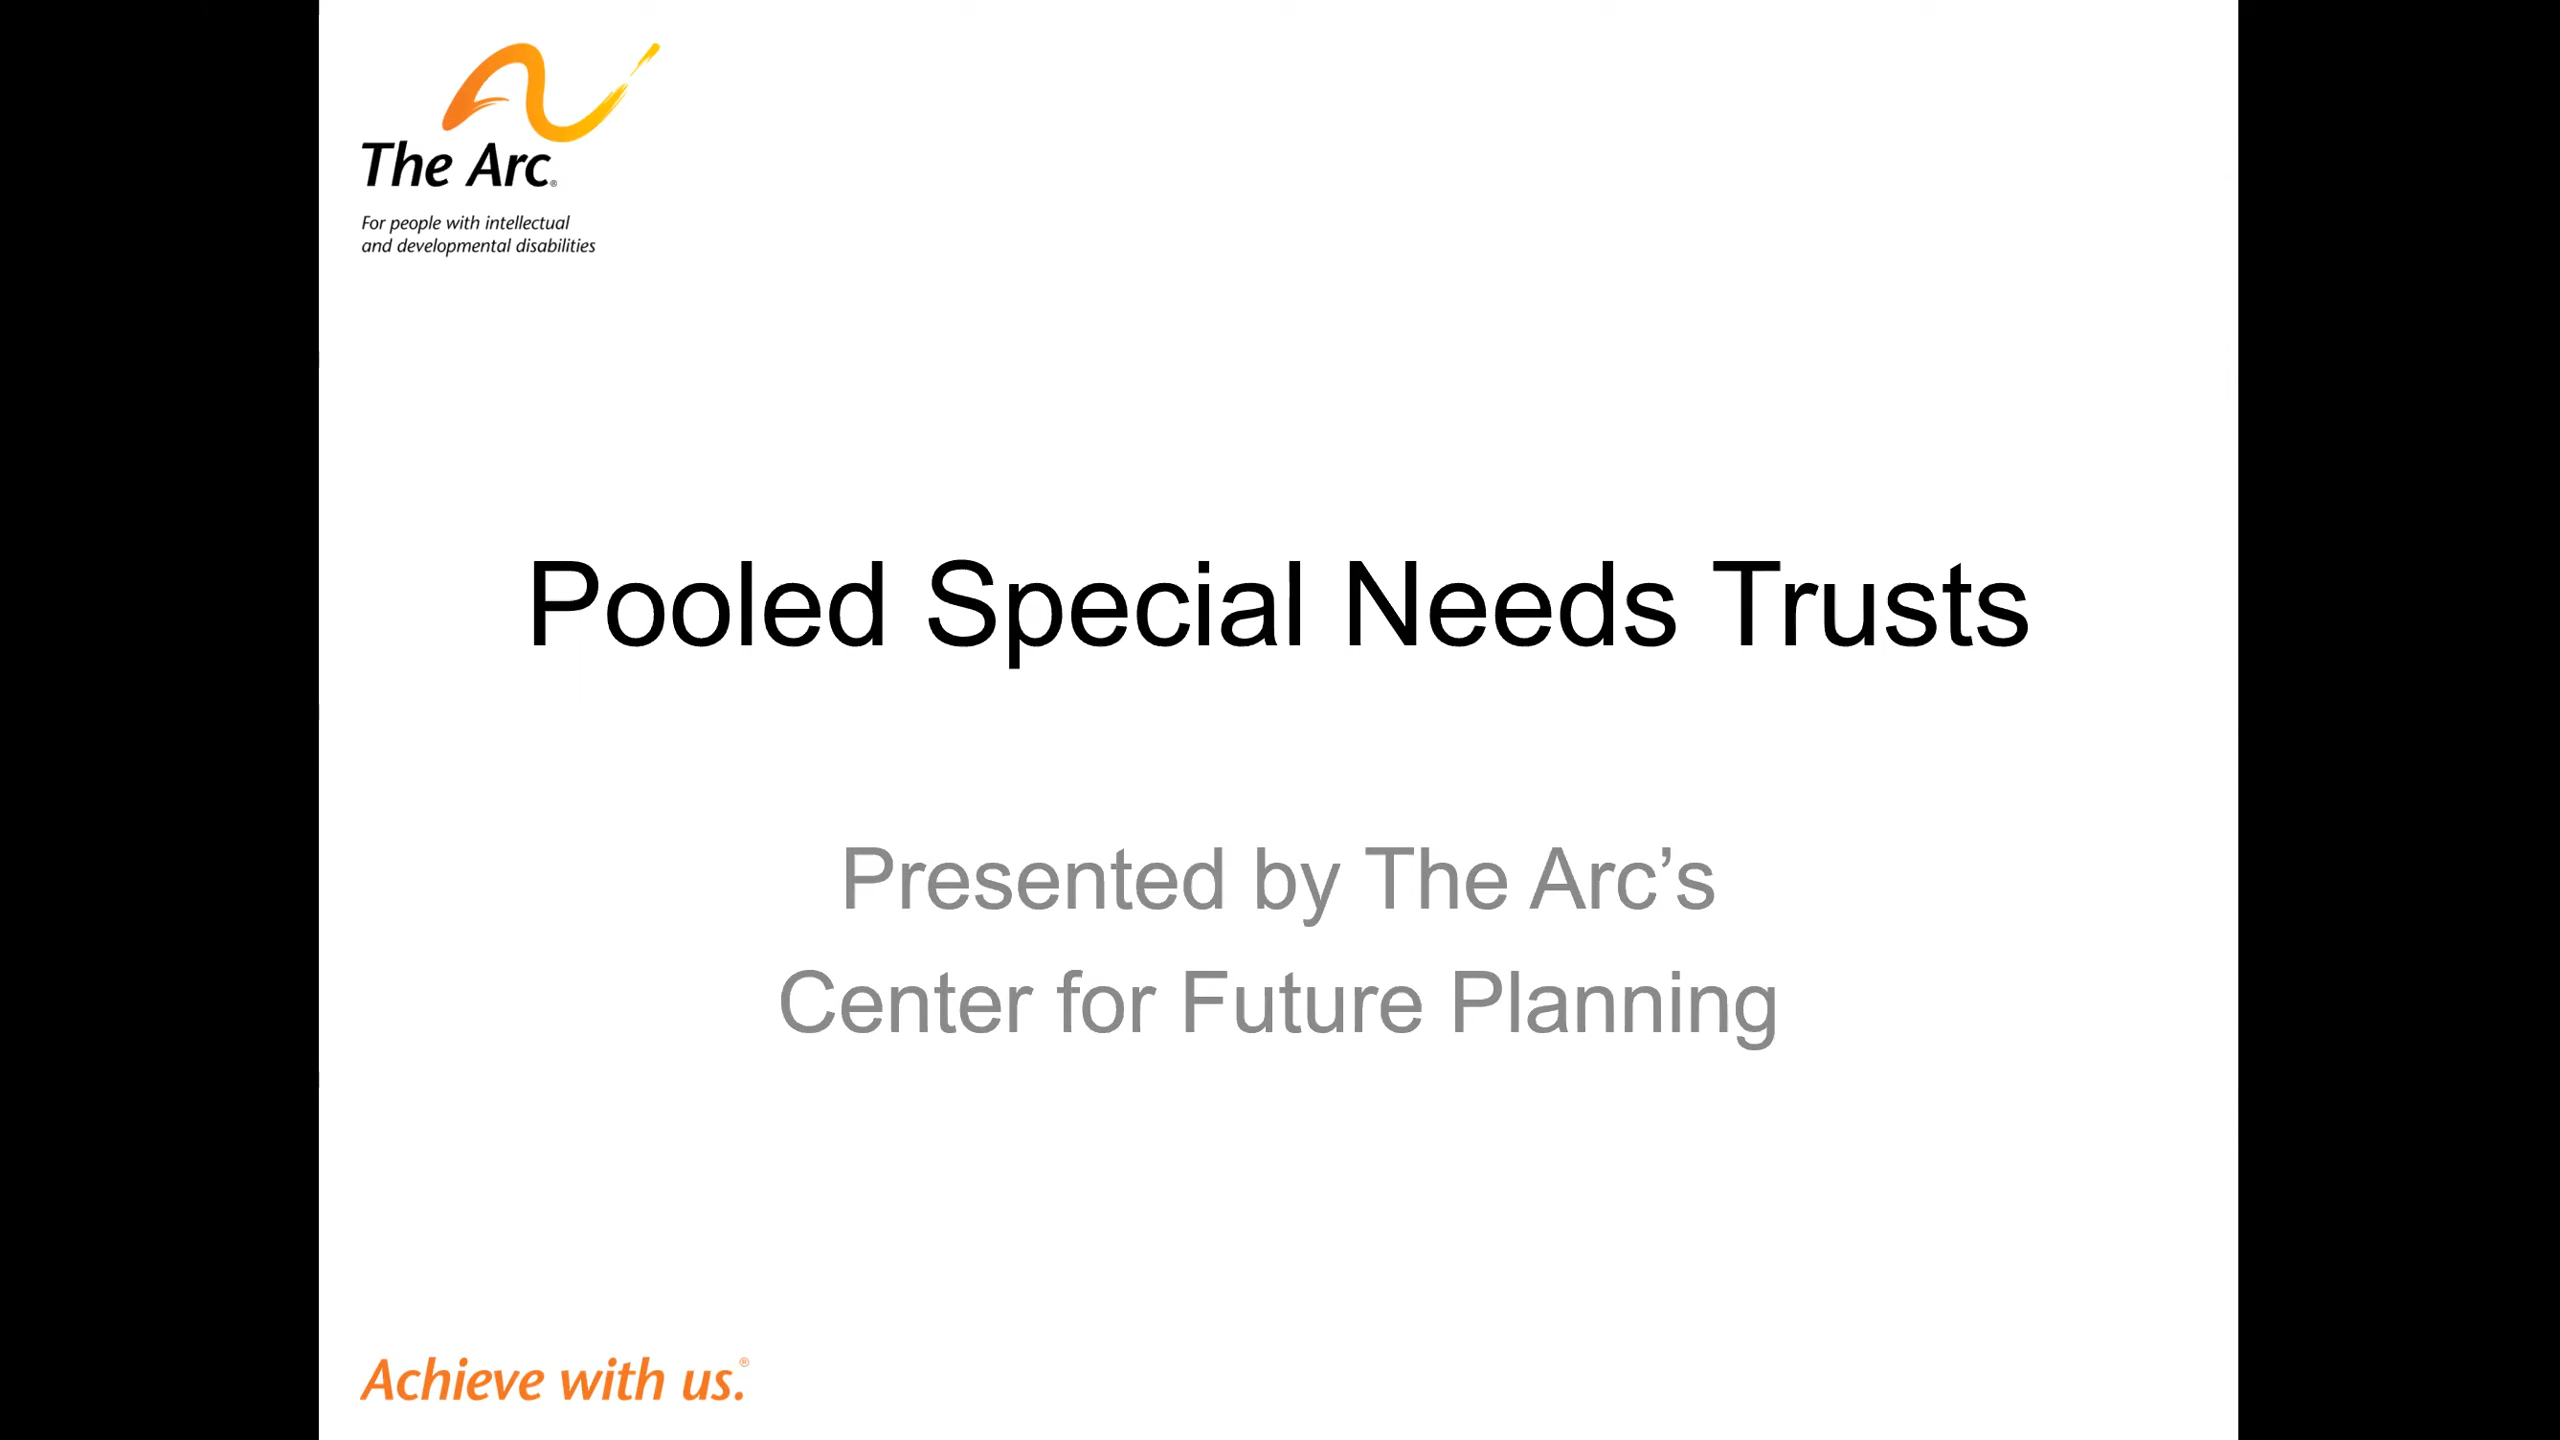 The Arc®
For people with intellectual
and developmental disabilities
Pooled Special Needs Trusts
Presented by The Arc’s
Center for Future Planning
Achieve with us.®